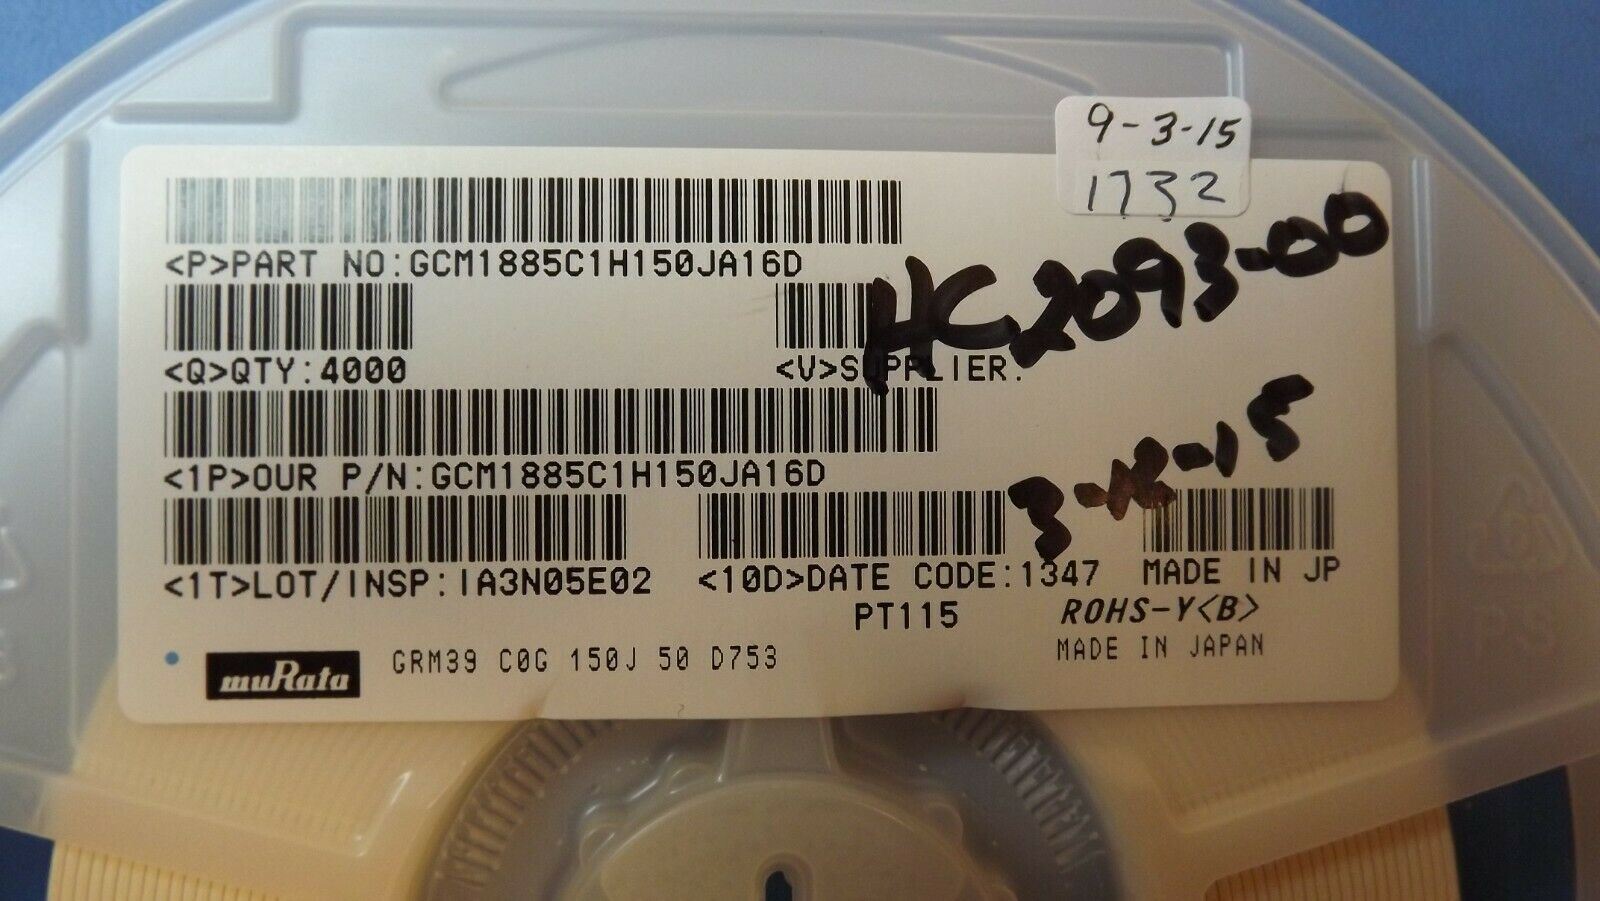 9-3-15
1732
<P>PART NO:GCM1885C1H150JA16D
HC2093-00
<Q>QTY:4000
<V>SUPPLIER:
<1P>OUR P/N:GCM1885C1H150JA16D
<1T>LOT/INSP:IA3N05E02
<10D>DATE CODE:1347
MADE IN JP
PT115
ROHS-Y<B>
muRata
GRM39 C0G 150J 50 D753
MADE IN JAPAN